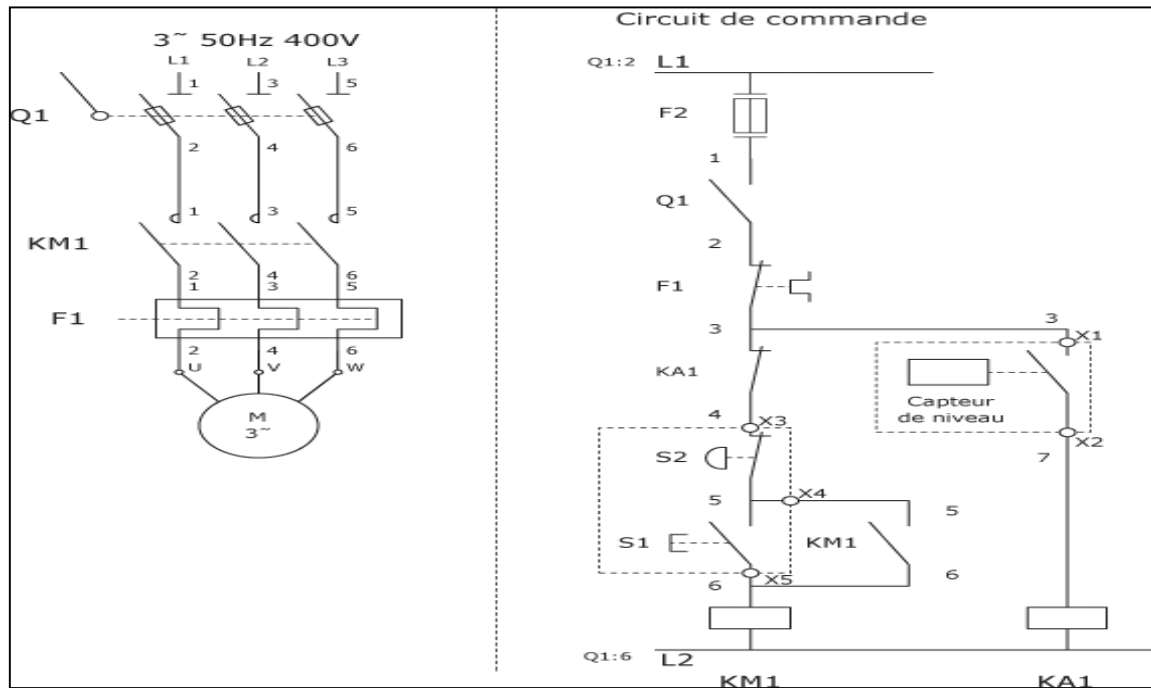 3~ 50Hz 400V
L1 L2 L3
1 3 5
Q1
2 4 6
1 3 5
KM1
2 4 6
1 3 5
F1
2 4 6
U V W
M
3~
Circuit de commande
Q1:2 L1
F2
1
Q1
2
F1
3 3
X1
KA1
Capteur
de niveau
4 X3
X2
S2 7
5 X4 5
S1 KM1
6 X5 6
Q1:6 L2
KM1 KA1